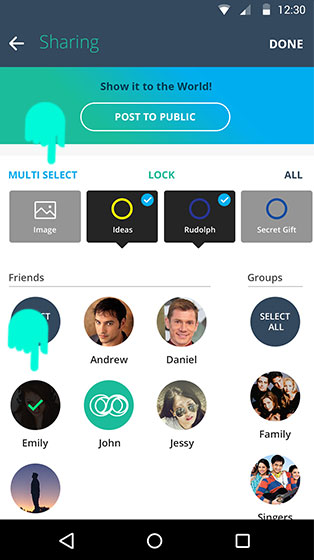 12:30
Sharing DONE
Show it to the World!
POST TO PUBLIC
MULTI SELECT LOCK ALL
Image Ideas Rudolph Secret Gift
Friends Groups
SELECT
ALL
Andrew Daniel
Emily John Jessy Family
Singers